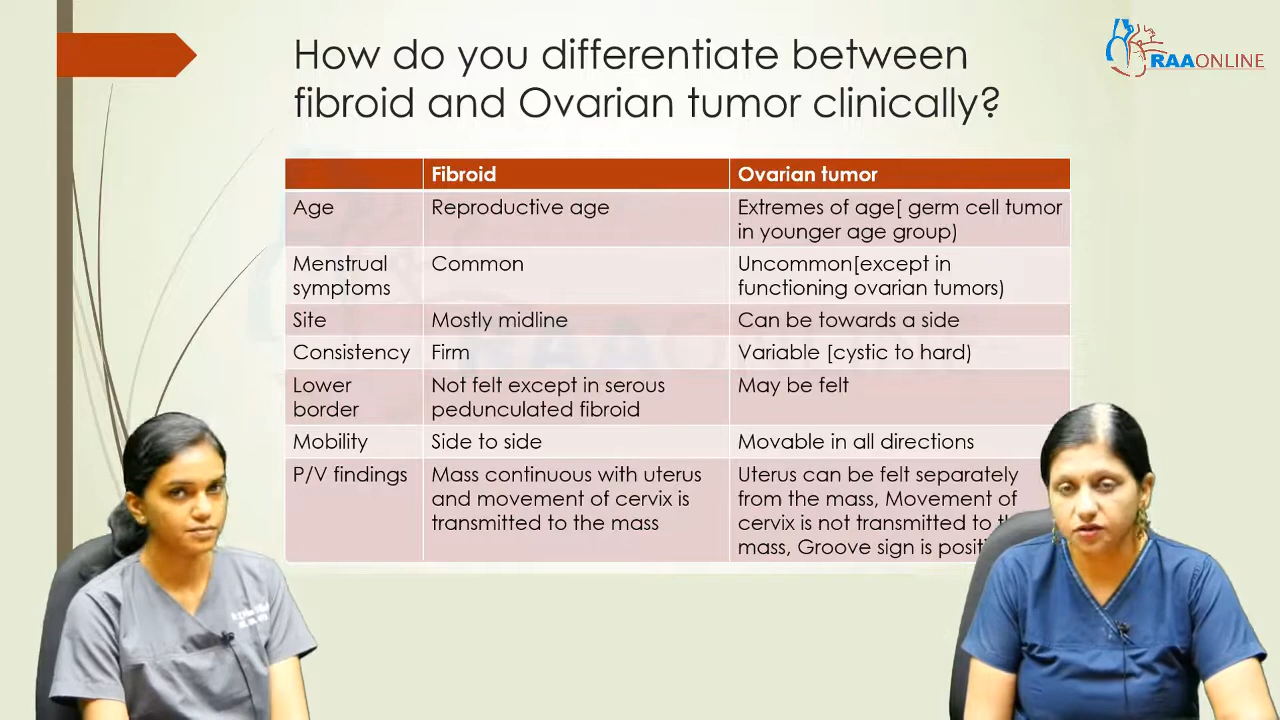 How do you differentiate between
fibroid and Ovarian tumor clinically?
RAAONLINE
Fibroid
Ovarian tumor
Age
Reproductive age
Extremes of age[ germ cell tumor
in younger age group)
Menstrual
symptoms
Common
Uncommon[except in
functioning ovarian tumors)
Site
Mostly midline
Can be towards a side
Consistency
Firm
Variable [cystic to hard)
Lower
border
Not felt except in serous
pedunculated fibroid
May be felt
Mobility
Side to side
Movable in all directions
P/V findings
Mass continuous with uterus
and movement of cervix is
transmitted to the mass
Uterus can be felt separately
from the mass, Movement of
cervix is not transmitted to
mass, Groove sign is